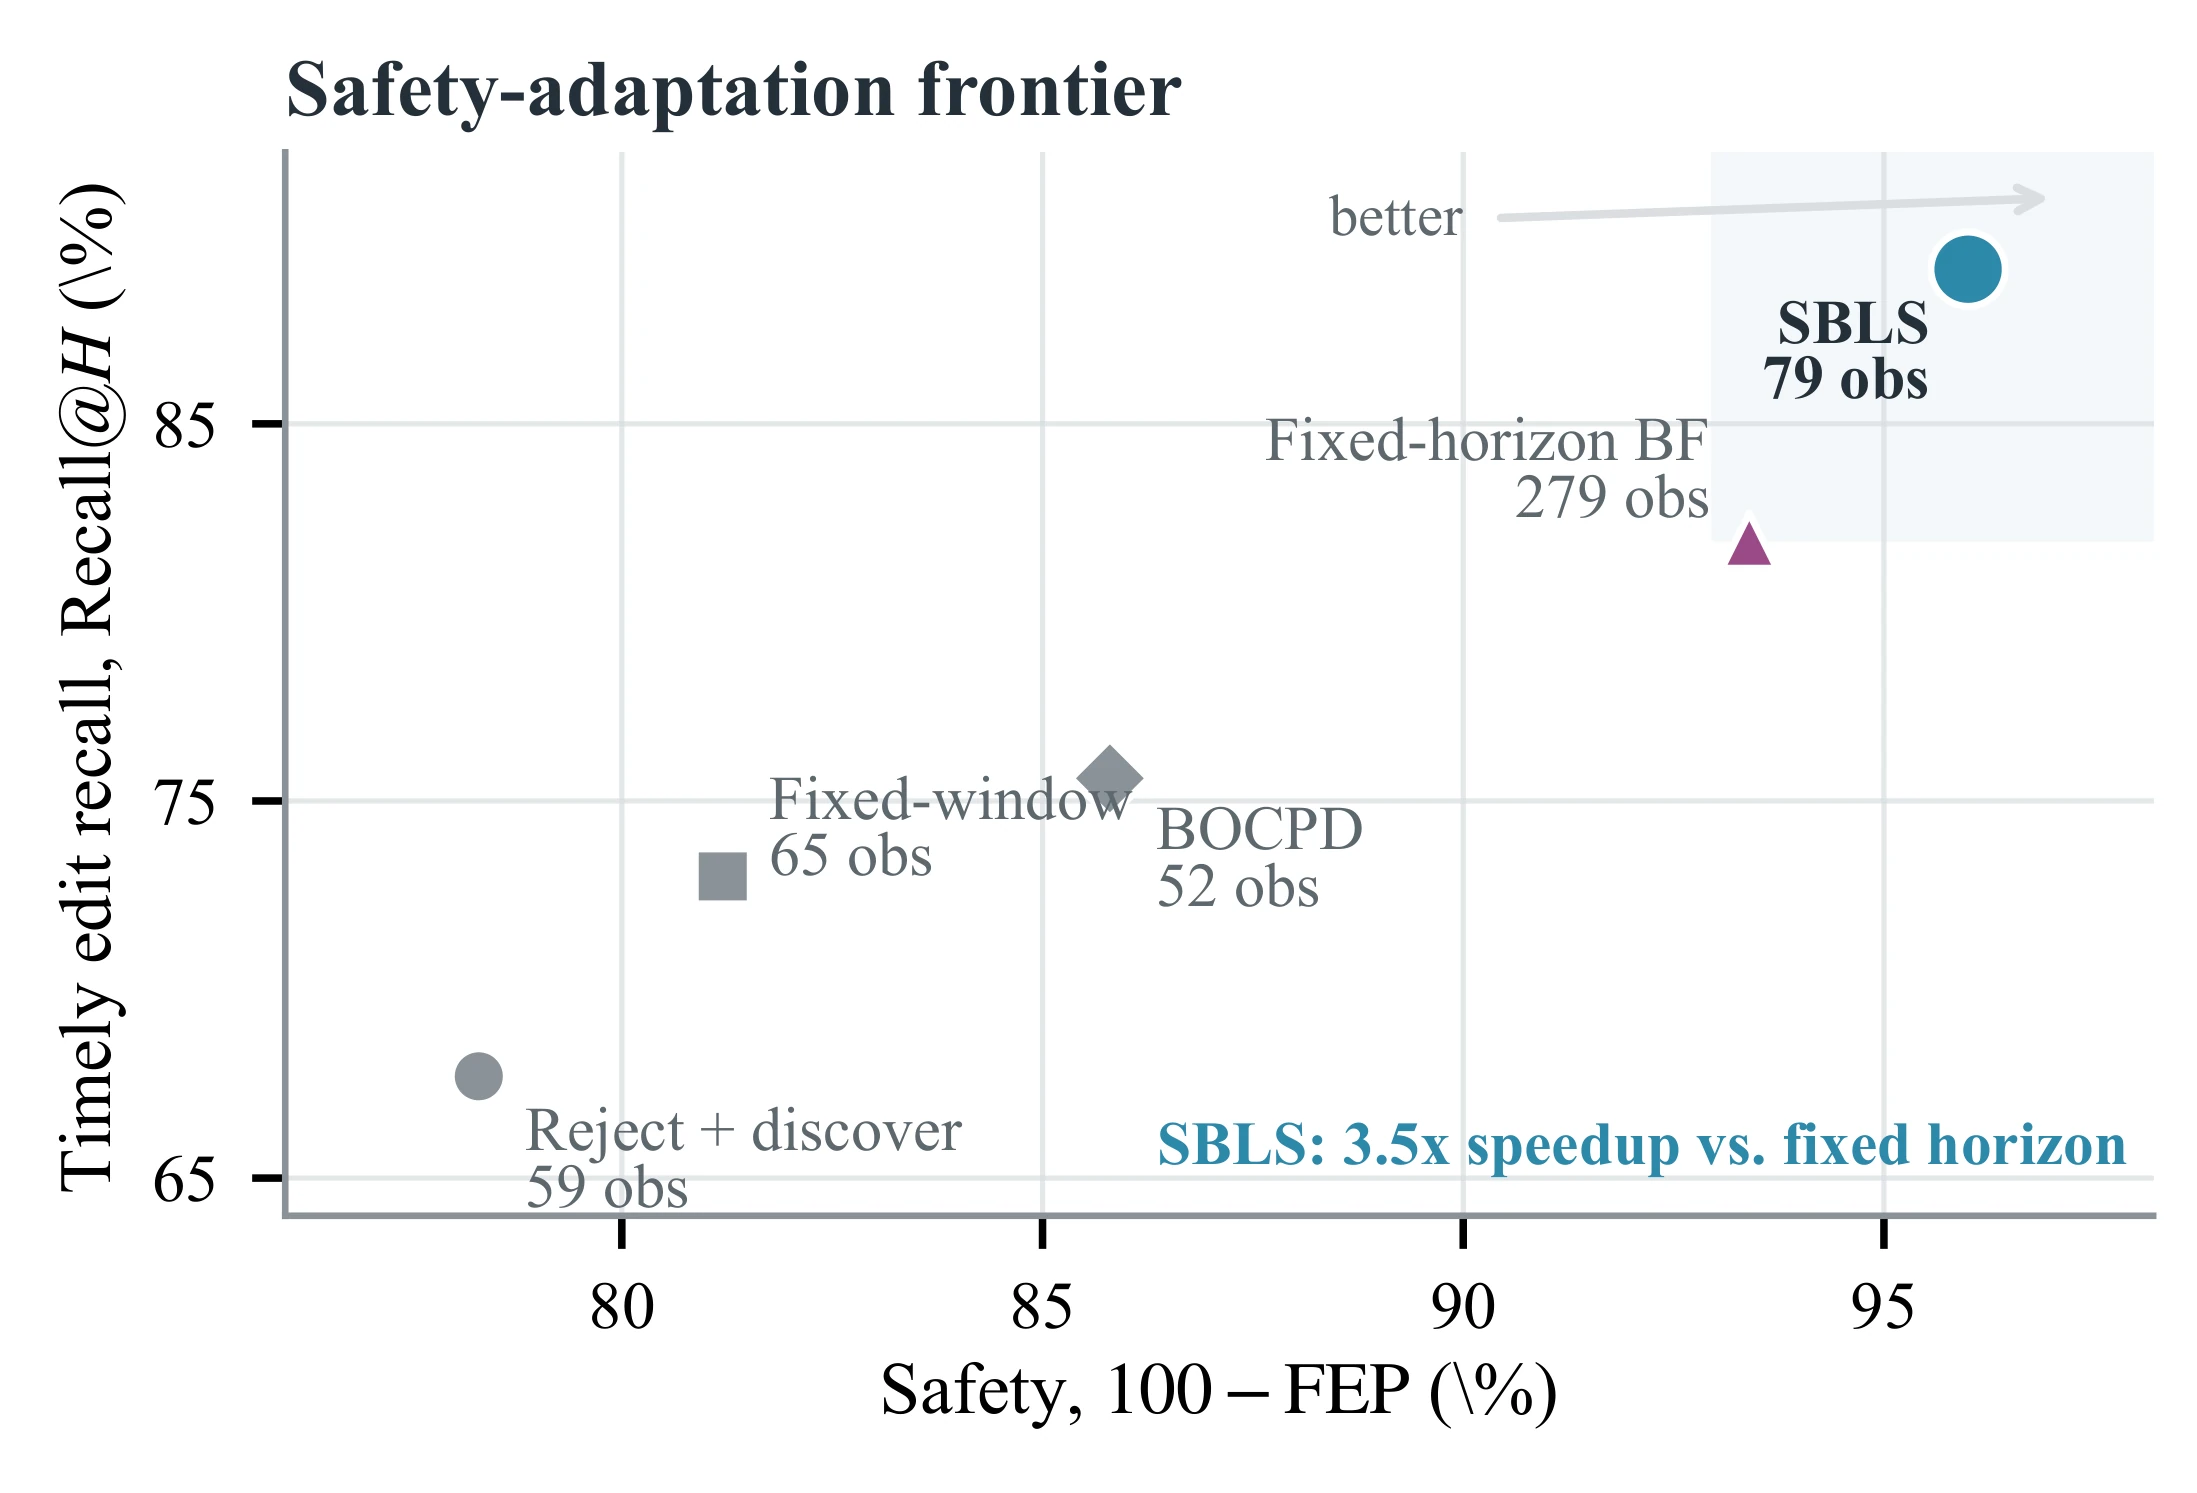 Safety-adaptation frontier
Timely edit recall, Recall@H (\%)
85
75
65
better
SBLS
79 obs
Fixed-horizon BF
279 obs
Fixed-window
65 obs
BOCPD
52 obs
Reject + discover
59 obs
SBLS: 3.5x speedup vs. fixed horizon
80
85
90
95
Safety, 100 – FEP (\%)